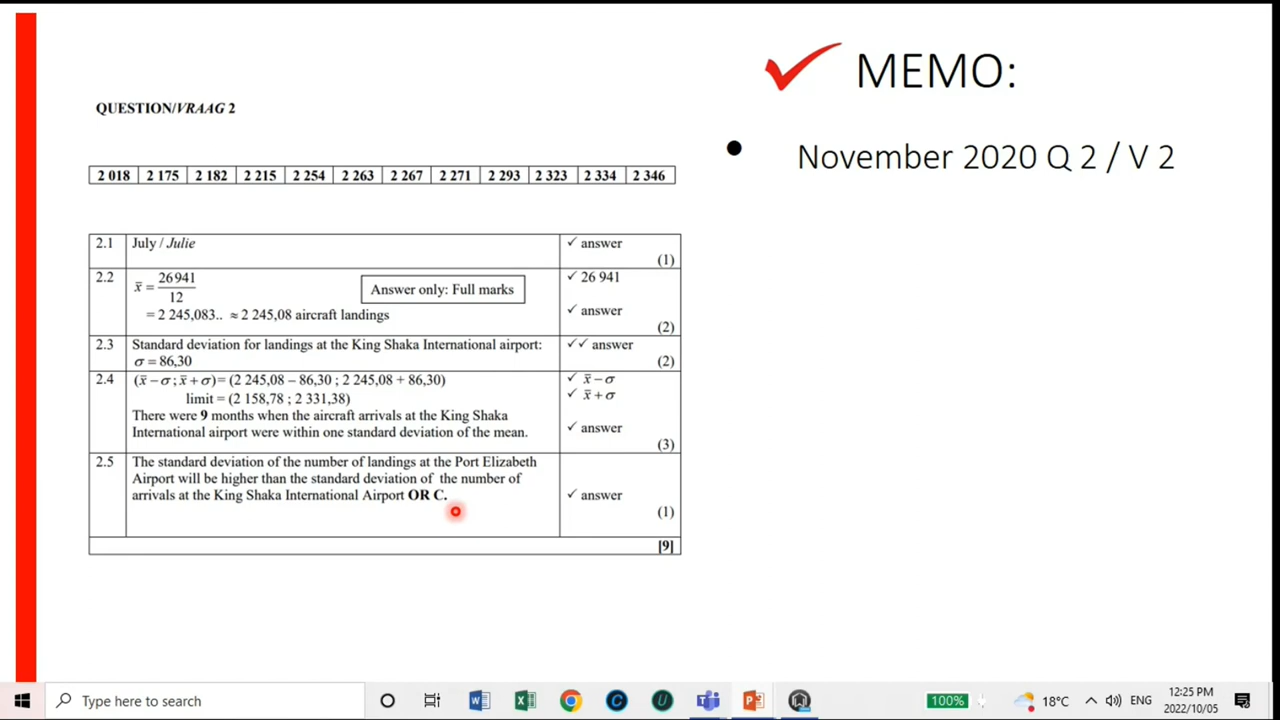 MEMO:
• November 2020 Q 2 / V 2
QUESTION/VRAAG 2
2 018 2 175 2 182 2 215 2 254 2 263 2 267 2 271 2 293 2 323 2 334 2 346
2.1 July / Julie ✓ answer
(1)
2.2 x̄ = 26 941 / 12 ✓ 26 941
Answer only: Full marks
= 2 245,083.. ≈ 2 245,08 aircraft landings ✓ answer
(2)
2.3 Standard deviation for landings at the King Shaka International airport: ✓✓ answer
σ = 86,30 (2)
2.4 (x̄ – σ ; x̄ + σ) = (2 245,08 – 86,30 ; 2 245,08 + 86,30) ✓ x̄ – σ
limit = (2 158,78 ; 2 331,38) ✓ x̄ + σ
There were 9 months when the aircraft arrivals at the King Shaka
International airport were within one standard deviation of the mean. ✓ answer
(3)
2.5 The standard deviation of the number of landings at the Port Elizabeth
Airport will be higher than the standard deviation of the number of
arrivals at the King Shaka International Airport OR C. ✓ answer
(1)
[9]
Type here to search
100%
18°C
ENG
12:25 PM
2022/10/05